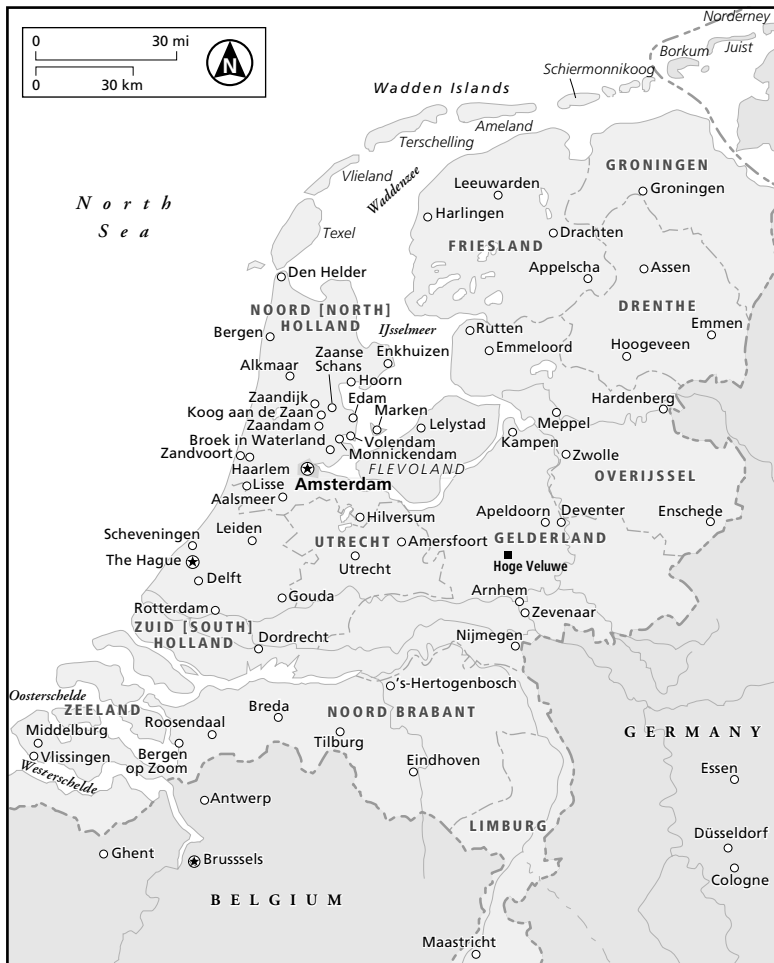 0 30 mi
0 30 km
N
Norderney
Juist
Borkum
Schiermonnikoog
Wadden Islands
Ameland
Terschelling
Vlieland
Waddenzee
Texel
North
Sea
GRONINGEN
Groningen
Leeuwarden
Harlingen
Drachten
FRIESLAND
Appelscha
Assen
DRENTHE
Den Helder
NOORD [NORTH]
HOLLAND
IJsselmeer
Rutten
Emmen
Bergen
Zaanse
Schans
Enkhuizen
Emmeloord
Hoogeveen
Alkmaar
Hoorn
Zaandijk
Edam
Hardenberg
Koog aan de Zaan
Marken
Zaandam
Lelystad
Meppel
Broek in Waterland
Volendam
Kampen
Zandvoort
Monnickendam
Zwolle
Haarlem
FLEVOLAND
OVERIJSSEL
Lisse
Amsterdam
Aalsmeer
Hilversum
Apeldoorn
Deventer
Enschede
Scheveningen
Leiden
UTRECHT
Amersfoort
GELDERLAND
The Hague
Utrecht
Hoge Veluwe
Delft
Gouda
Arnhem
Rotterdam
Zevenaar
ZUID [SOUTH]
HOLLAND
Dordrecht
Nijmegen
's-Hertogenbosch
Oosterschelde
ZEELAND
Breda
NOORD BRABANT
Roosendaal
Middelburg
Tilburg
GERMANY
Vlissingen
Bergen
op Zoom
Westerschelde
Eindhoven
Essen
Antwerp
LIMBURG
Düsseldorf
Ghent
Brusssels
Cologne
BELGIUM
Maastricht